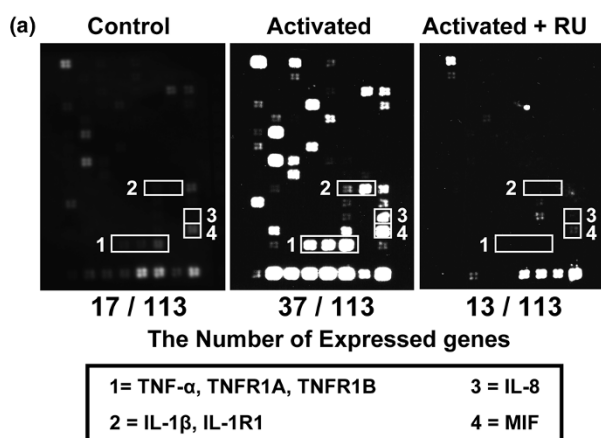 (a) Control Activated Activated + RU
2 2 2
3 3 3
4 4 4
1 1 1
17 / 113 37 / 113 13 / 113
The Number of Expressed genes
1= TNF-α, TNFR1A, TNFR1B 3 = IL-8
2 = IL-1β, IL-1R1 4 = MIF